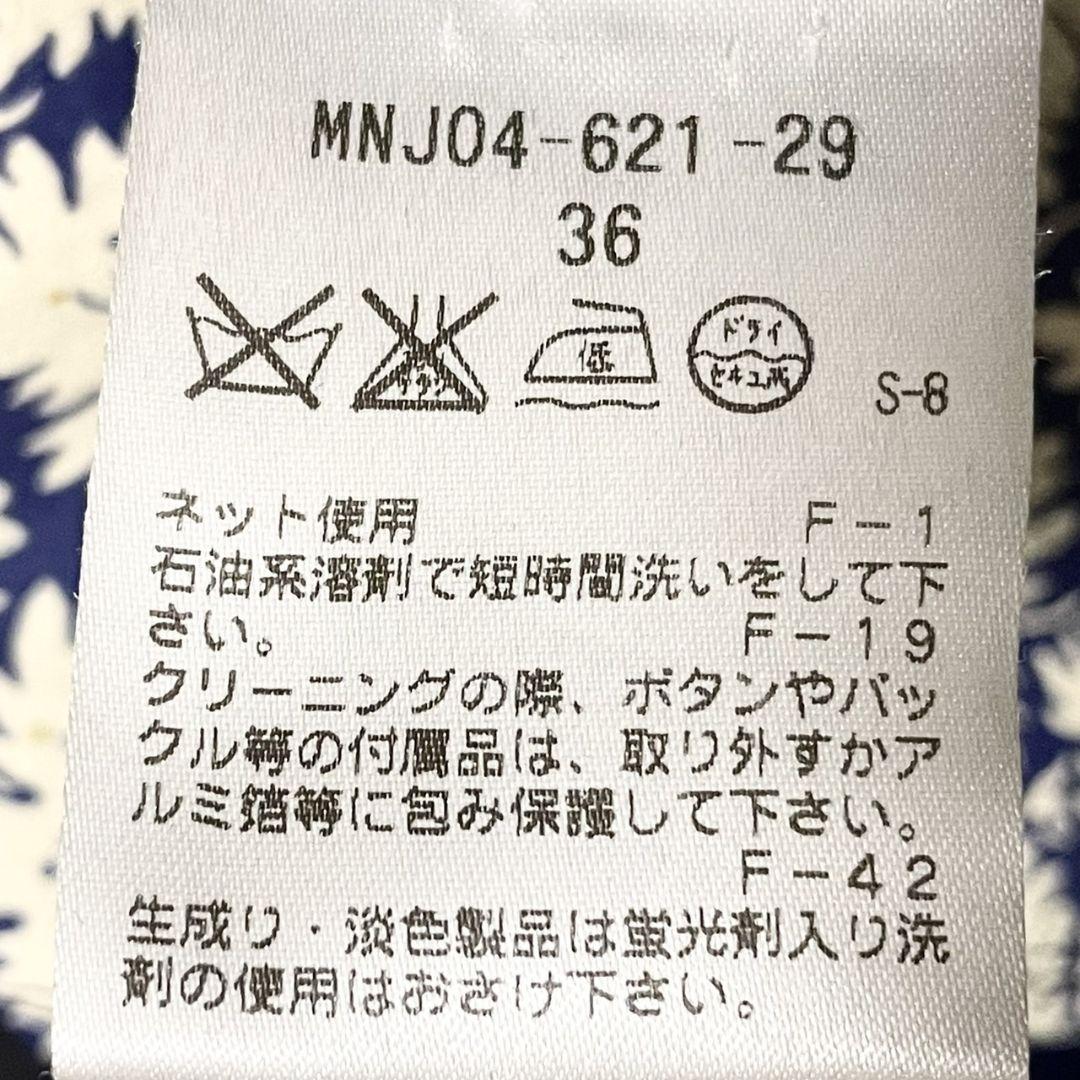 MNJ04-621-29
36
エンソ
低
ドライ
セキユ系
S-8
ネット使用 F-1
石油系溶剤で短時間洗いをして下
さい。 F-19
クリーニングの際、ボタンやバッ
クル等の付属品は、取り外すかア
ルミ箔等に包み保護して下さい。
F-42
生成り・淡色製品は蛍光剤入り洗
剤の使用はおさけ下さい。